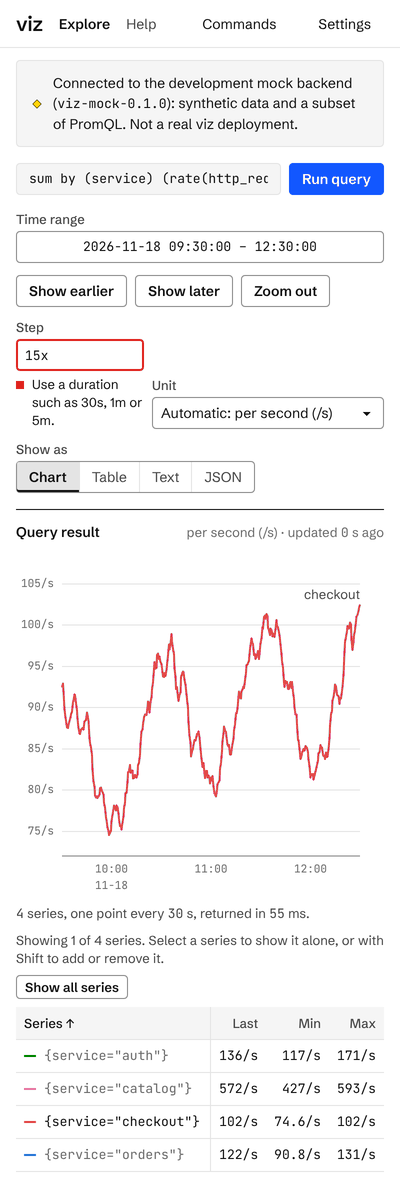 viz Explore Help Commands Settings
Connected to the development mock backend
(viz-mock-0.1.0): synthetic data and a subset
of PromQL. Not a real viz deployment.
sum by (service) (rate(http_rec Run query
Time range
2026-11-18 09:30:00 – 12:30:00
Show earlier Show later Zoom out
Step
15x
Use a duration
such as 30s, 1m or
5m.
Unit
Automatic: per second (/s)
Show as
Chart Table Text JSON
Query result per second (/s) · updated 0 s ago
105/s
checkout
100/s
95/s
90/s
85/s
80/s
75/s
10:00 11:00 12:00
11-18
4 series, one point every 30 s, returned in 55 ms.
Showing 1 of 4 series. Select a series to show it alone, or with
Shift to add or remove it.
Show all series
Series ↑ Last Min Max
{service="auth"} 136/s 117/s 171/s
{service="catalog"} 572/s 427/s 593/s
{service="checkout"} 102/s 74.6/s 102/s
{service="orders"} 122/s 90.8/s 131/s